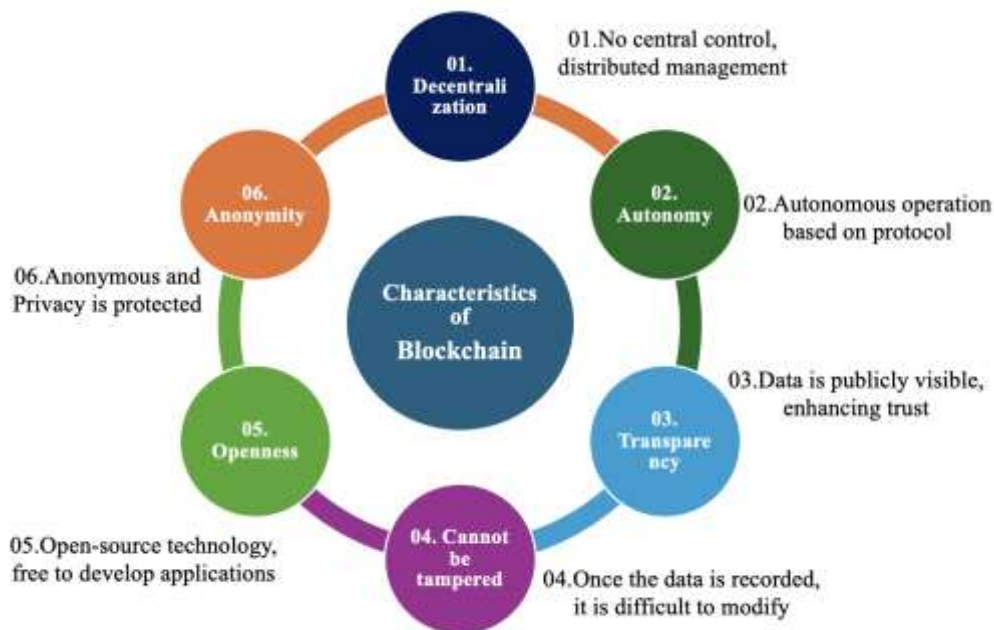 Characteristics
of
Blockchain
01.
Decentrali
zation
01.No central control,
distributed management
02.
Autonomy
02.Autonomous operation
based on protocol
03.
Transpare
ncy
03.Data is publicly visible,
enhancing trust
04. Cannot
be
tampered
04.Once the data is recorded,
it is difficult to modify
05.
Openness
05.Open-source technology,
free to develop applications
06.
Anonymity
06.Anonymous and
Privacy is protected